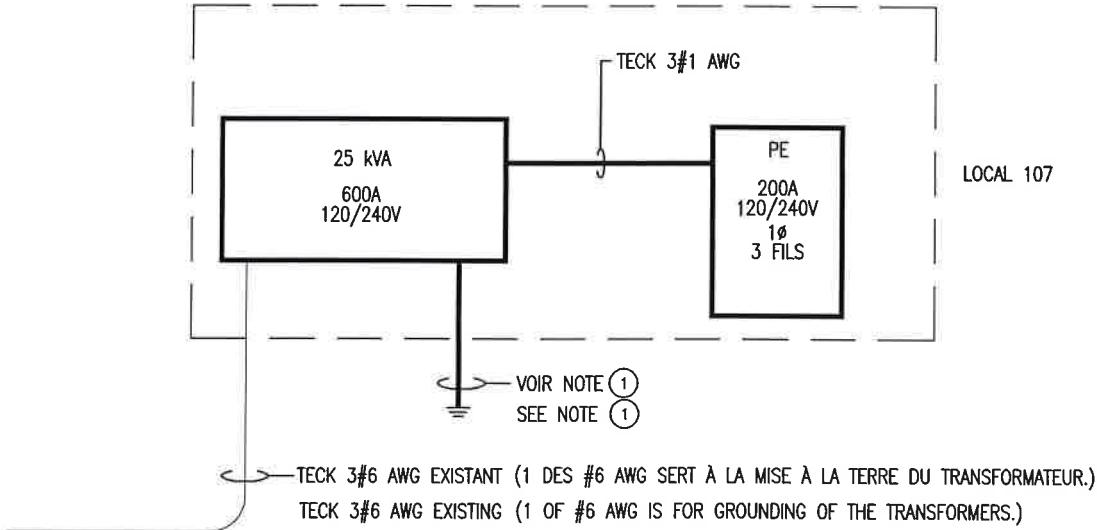 TECK 3#1 AWG
25 kVA
600A
120/240V
PE
200A
120/240V
1ø
3 FILS
LOCAL 107
VOIR NOTE 1
SEE NOTE 1
TECK 3#6 AWG EXISTANT (1 DES #6 AWG SERT À LA MISE À LA TERRE DU TRANSFORMATEUR.)
TECK 3#6 AWG EXISTING (1 OF #6 AWG IS FOR GROUNDING OF THE TRANSFORMERS.)